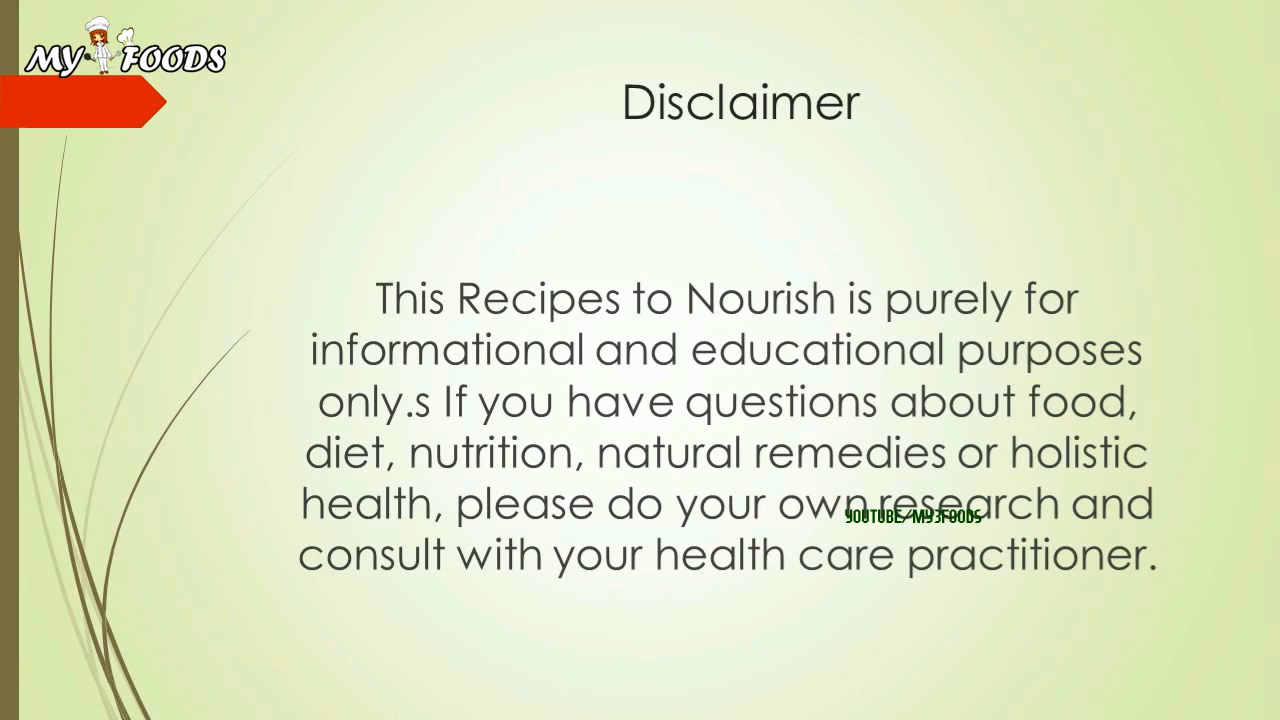 MY FOODS
Disclaimer
This Recipes to Nourish is purely for
informational and educational purposes
only.s If you have questions about food,
diet, nutrition, natural remedies or holistic
health, please do your own research and
YOUTUBE/MY3FOODS
consult with your health care practitioner.